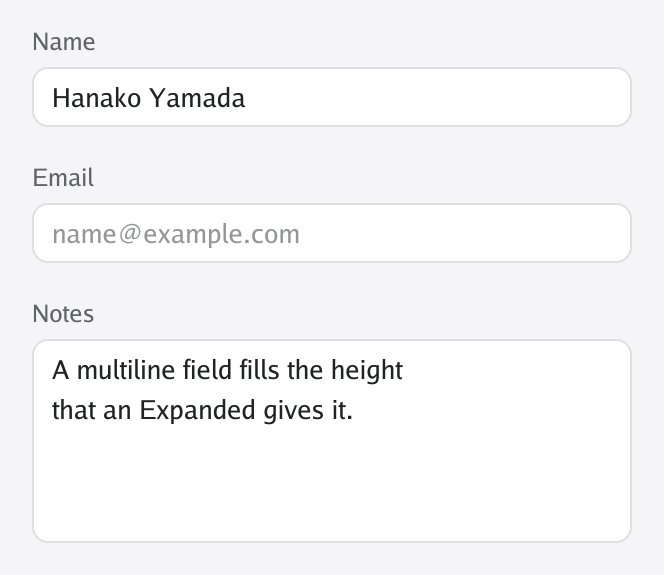 Name
Hanako Yamada
Email
name@example.com
Notes
A multiline field fills the height
that an Expanded gives it.